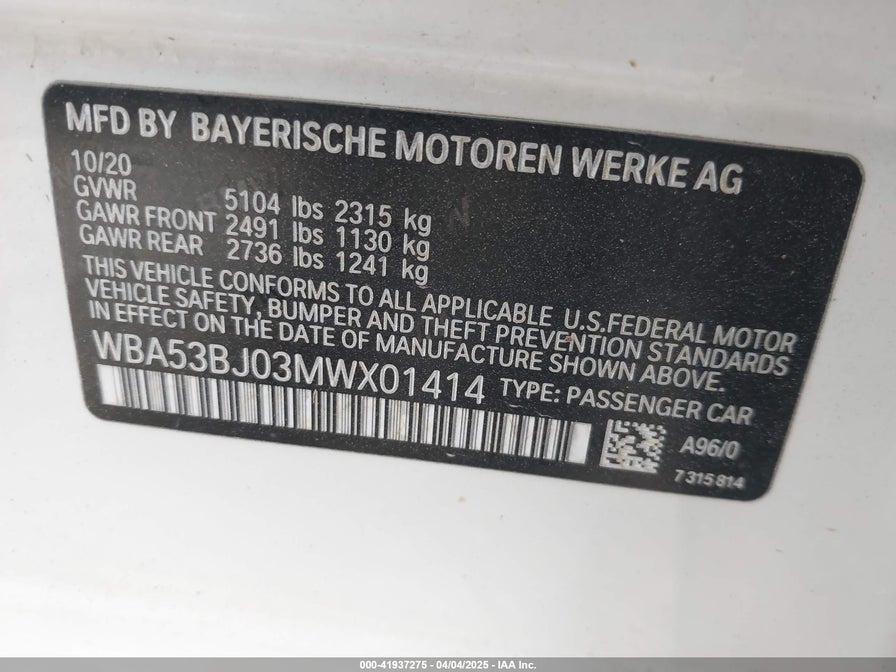 MFD BY BAYERISCHE MOTOREN WERKE AG
10/20
GVWR 5104 lbs 2315 kg
GAWR FRONT 2491 lbs 1130 kg
GAWR REAR 2736 lbs 1241 kg
THIS VEHICLE CONFORMS TO ALL APPLICABLE U.S.FEDERAL MOTOR
VEHICLE SAFETY, BUMPER AND THEFT PREVENTION STANDARDS
IN EFFECT ON THE DATE OF MANUFACTURE SHOWN ABOVE.
WBA53BJ03MWX01414 TYPE: PASSENGER CAR
A96/0
7 315 814
000-41937275 - 04/04/2025 - IAA Inc.